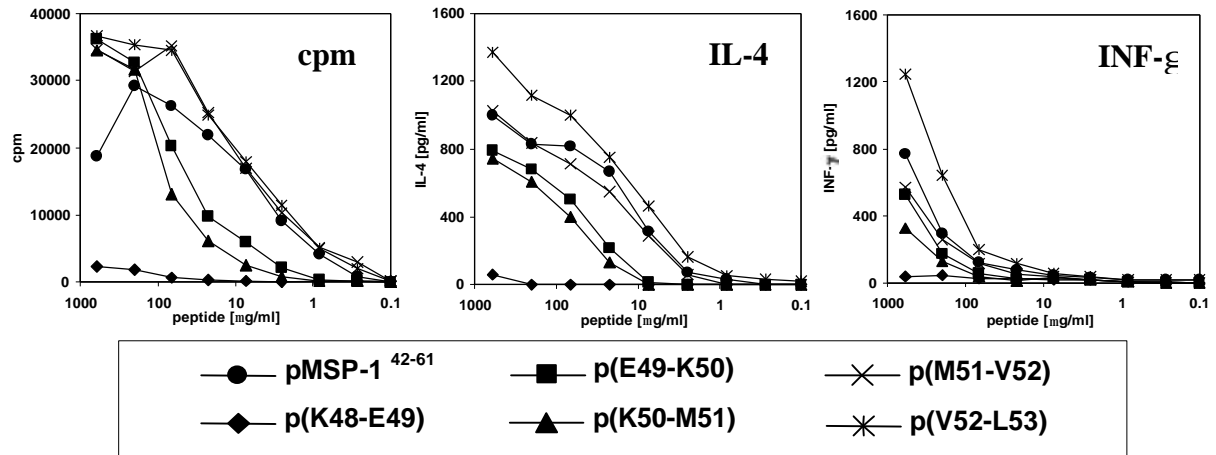 cpm
40000
30000
20000
10000
0
1000 100 10 1 0.1
cpm
peptide [mg/ml]
IL-4
1600
1200
800
400
0
1000 100 10 1 0.1
IL-4 [pg/ml]
peptide [mg/ml]
INF-g
1600
1200
800
400
0
1000 100 10 1 0.1
INF-γ [pg/ml]
peptide [mg/ml]
pMSP-1 42-61
p(E49-K50)
p(M51-V52)
p(K48-E49)
p(K50-M51)
p(V52-L53)